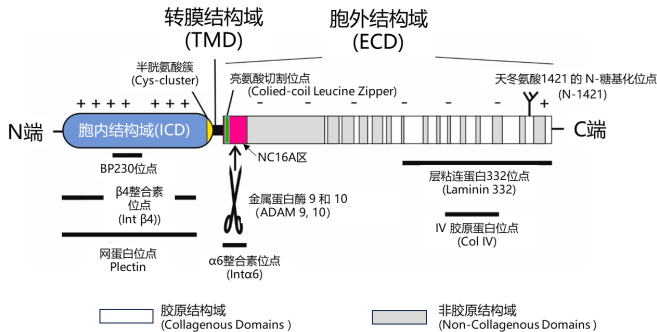 转膜结构域
(TMD)
胞外结构域
(ECD)
半胱氨酸簇
(Cys-cluster)
亮氨酸切割位点
(Colied-coil Leucine Zipper)
天冬氨酸1421 的 N-糖基化位点
(N-1421)
+ + + +
+ + +
- - - - - - +
N端
胞内结构域(ICD)
C端
NC16A区
BP230位点
β4整合素
位点
(Int β4))
网蛋白位点
Plectin
金属蛋白酶 9 和 10
(ADAM 9, 10)
α6整合素位点
(Intα6)
层粘连蛋白332位点
(Laminin 332)
IV 胶原蛋白位点
(Col IV)
胶原结构域
(Collagenous Domains )
非胶原结构域
(Non-Collagenous Domains )